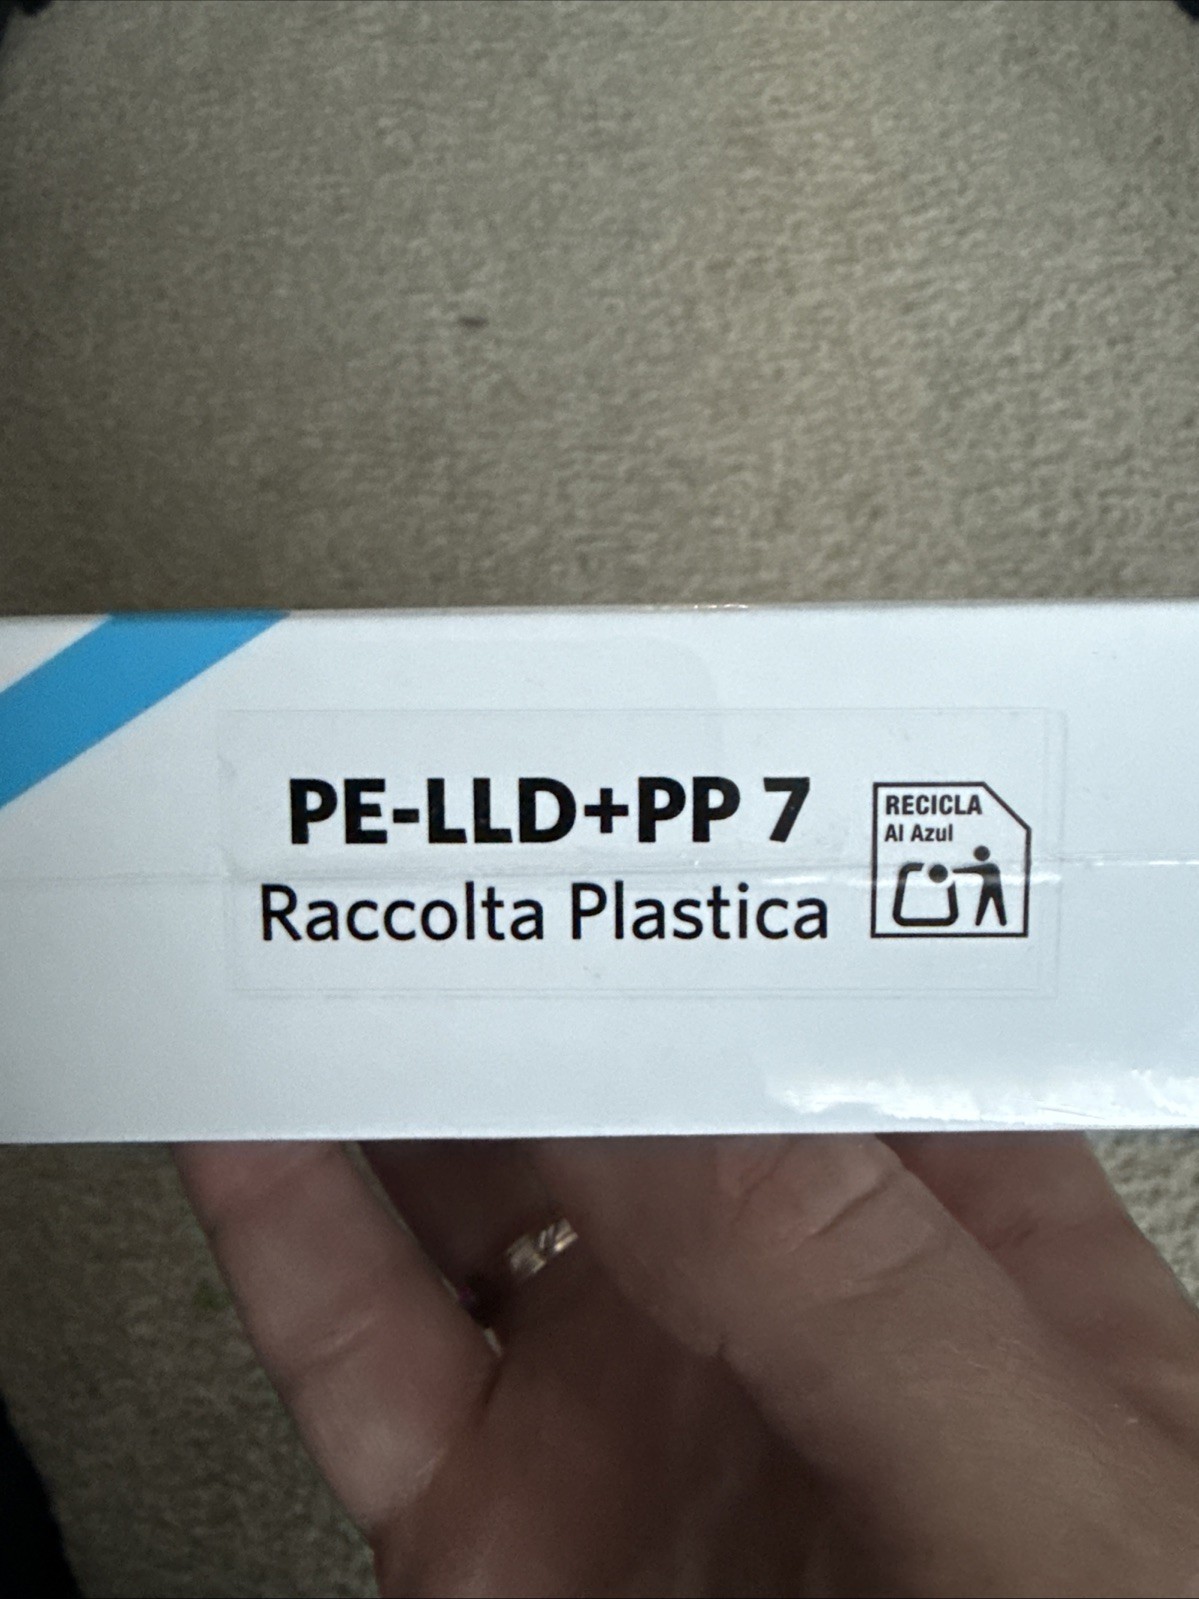 PE-LLD+PP 7
Raccolta Plastica
RECICLA
Al Azul